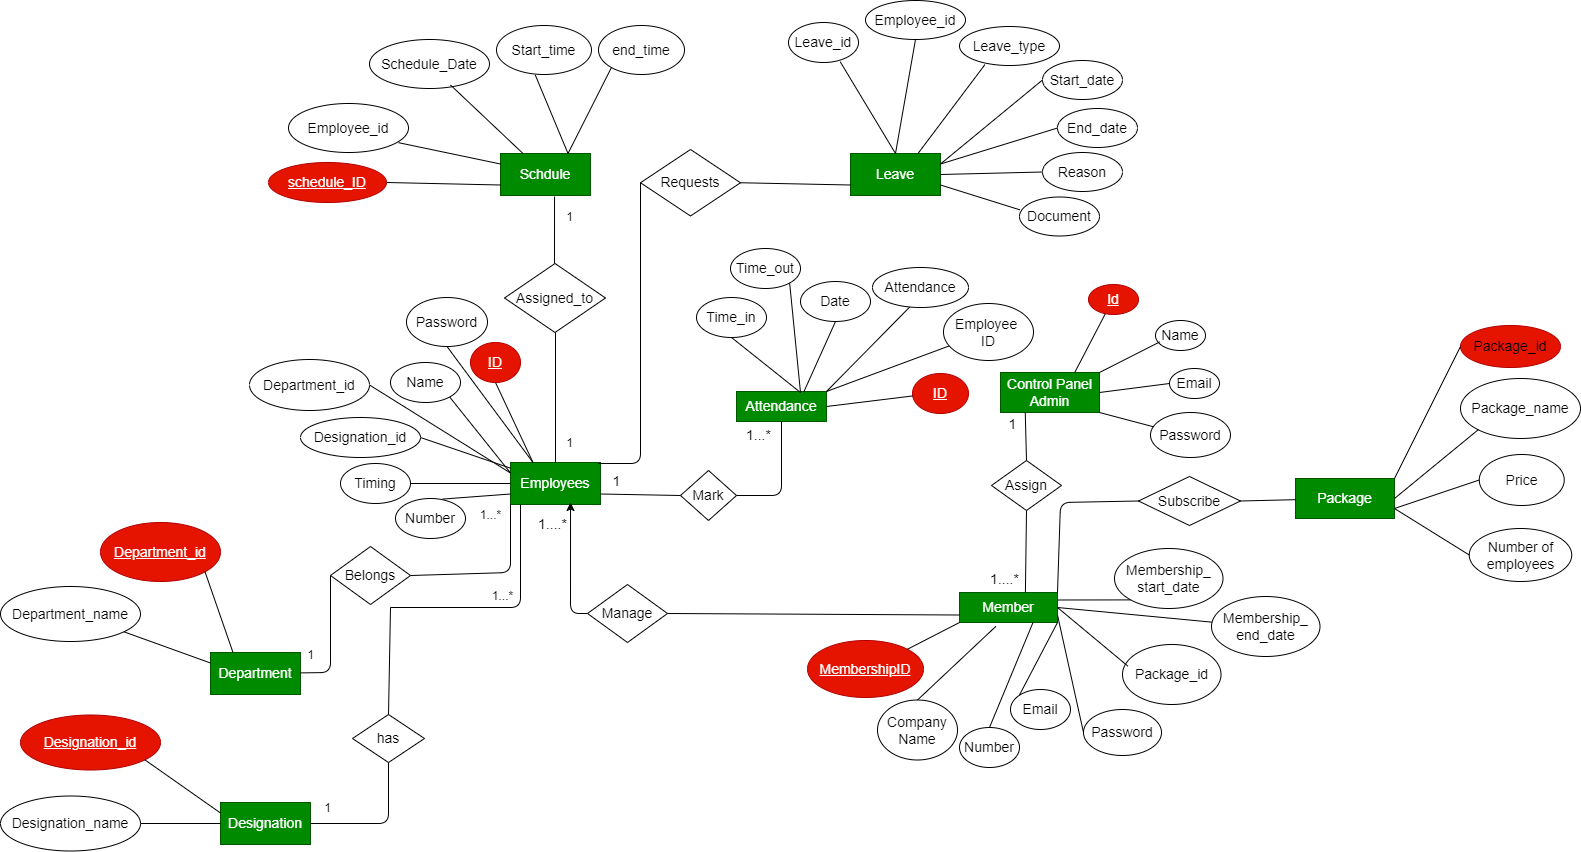 Employee_id
Leave_id
Leave_type
Start_time
end_time
Schedule_Date
Start_date
Employee_id
End_date
Schdule
Leave
Reason
schedule_ID
Requests
Document
1
Time_out
Attendance
Assigned_to
Date
Id
Time_in
Password
Employee
ID
Name
Package_id
ID
Department_id
Name
Control Panel
Admin
Email
ID
Attendance
Package_name
1...*
1
Designation_id
1
Password
Timing
Employees
1
Mark
Assign
Subscribe
Package
Price
Number
1...*
1....*
Department_id
Belongs
Number of
employees
Membership_
start_date
1....*
1...*
Department_name
Manage
Member
Membership_
end_date
1
Department
MembershipID
Package_id
Email
Company
Name
Password
Designation_id
has
Number
1
Designation_name
Designation